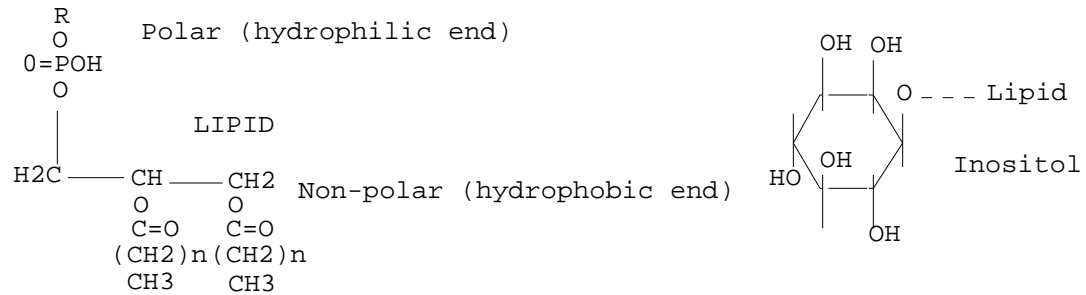 R
O Polar (hydrophilic end)
O=POH
O
LIPID
H2C CH CH2 Non-polar (hydrophobic end)
O O
C=O C=O
(CH2)n(CH2)n
CH3 CH3
OH OH
O Lipid
OH
HO Inositol
OH